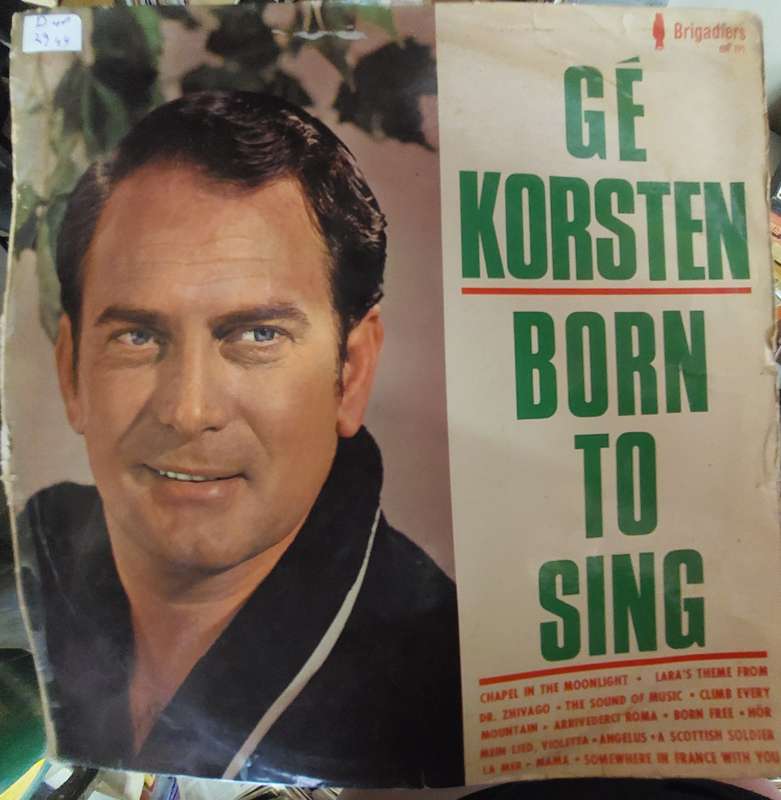 Brigadiers
GÉ
KORSTEN
BORN
TO
SING
CHAPEL IN THE MOONLIGHT • LARA'S THEME FROM
DR. ZHIVAGO • THE SOUND OF MUSIC • CLIMB EVERY
MOUNTAIN • ARRIVEDERCI ROMA • BORN FREE • HÖR
MEIN LIED, VIOLETTA • ANGELUS • A SCOTTISH SOLDIER
LA MER • MAMA • SOMEWHERE IN FRANCE WITH YOU